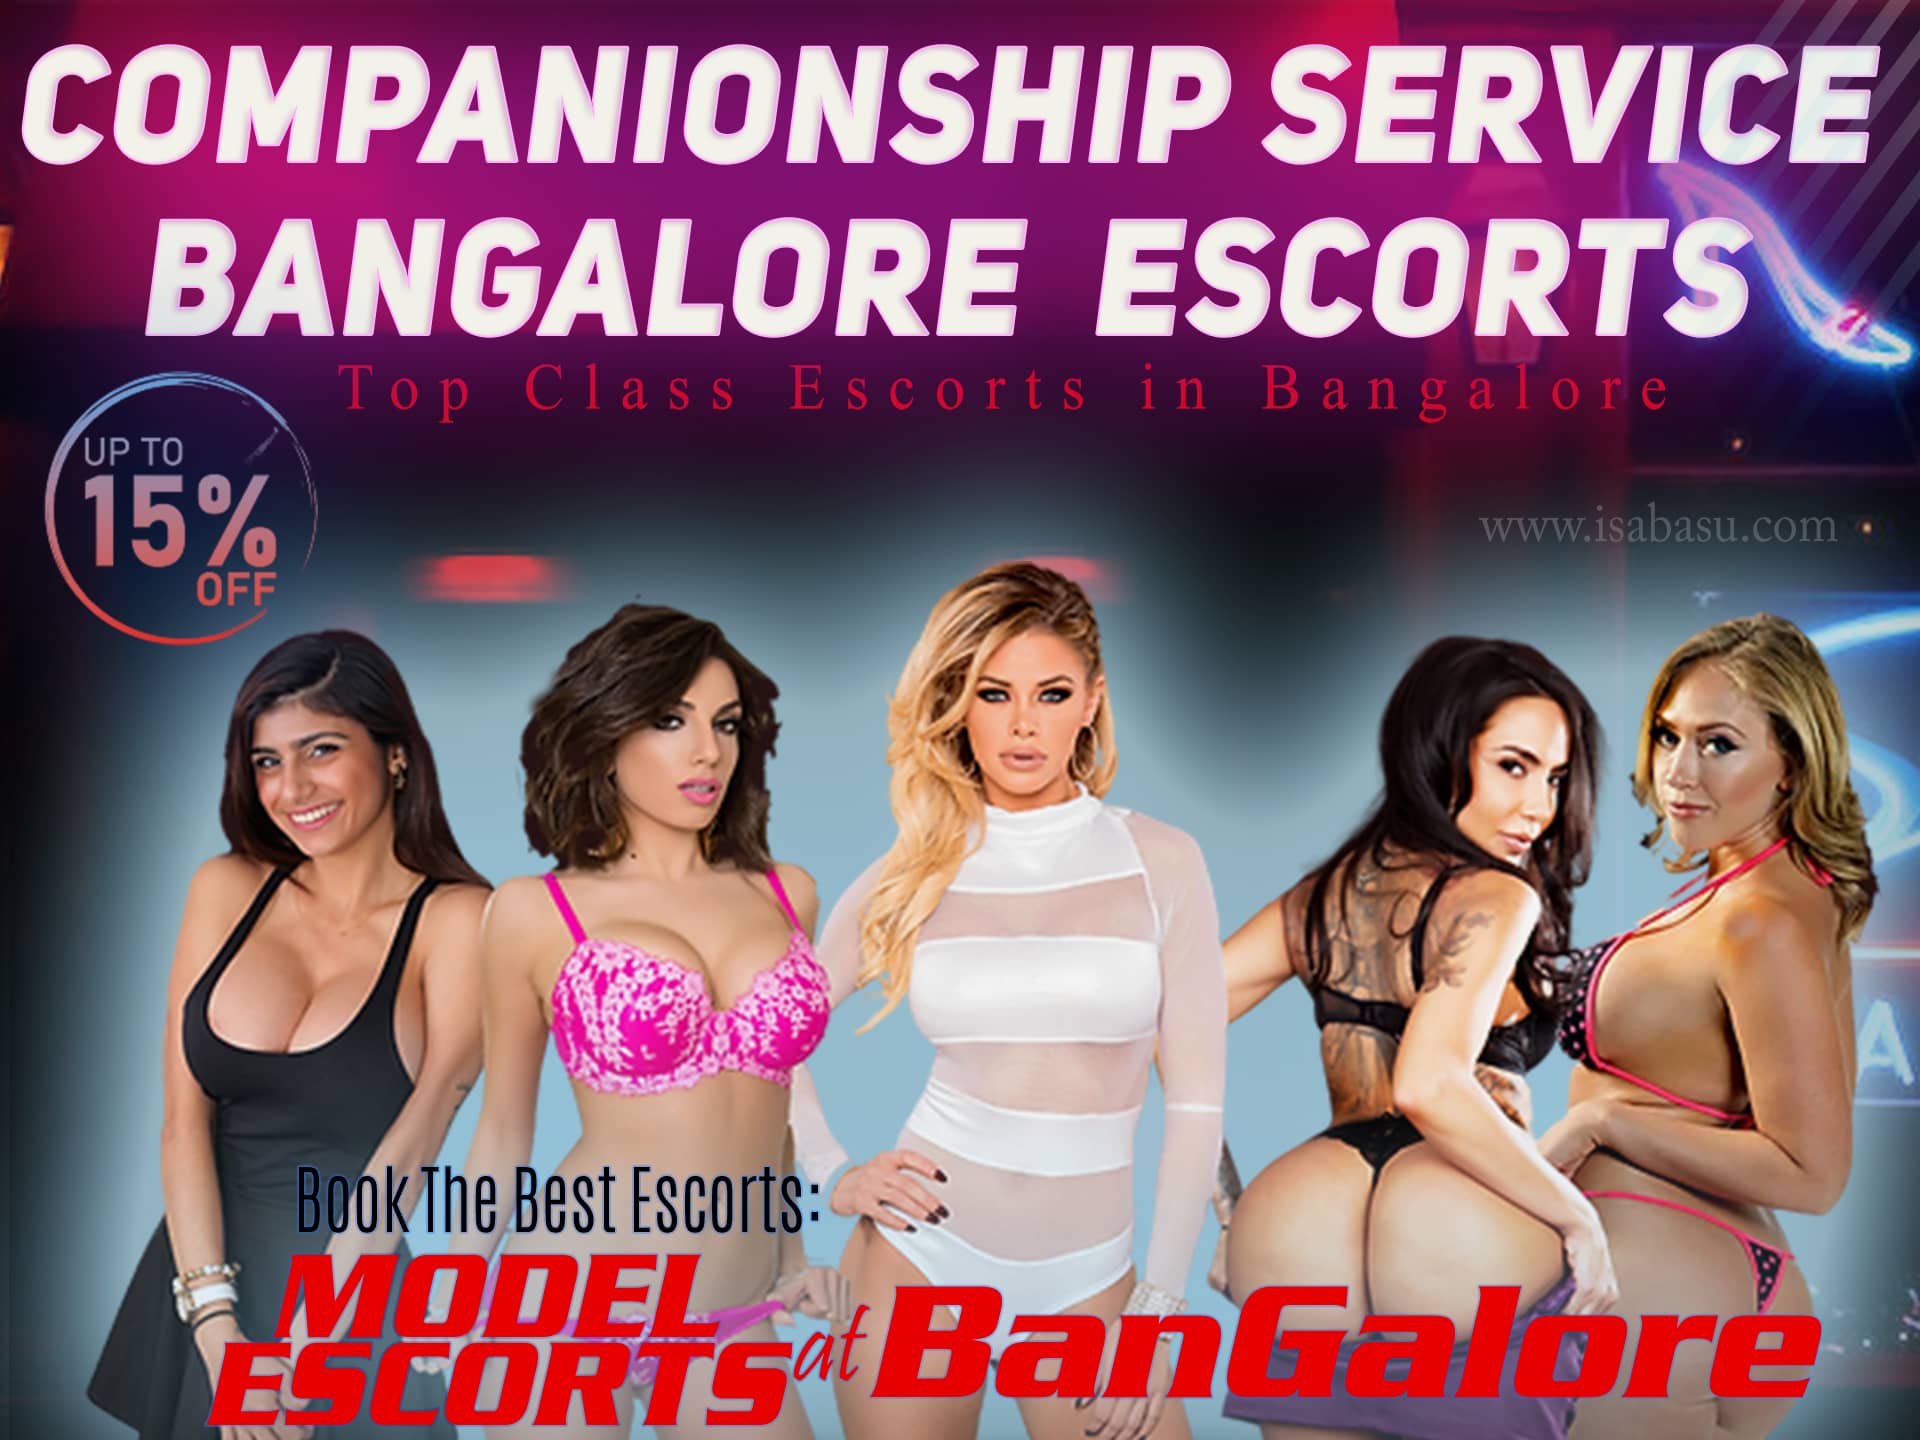 COMPANIONSHIP SERVICE
BANGALORE ESCORTS
Top Class Escorts in Bangalore
UP TO
15%
OFF
www.isabasu.com
A
Book The Best Escorts:
MODEL
ESCORTS at BanGalore